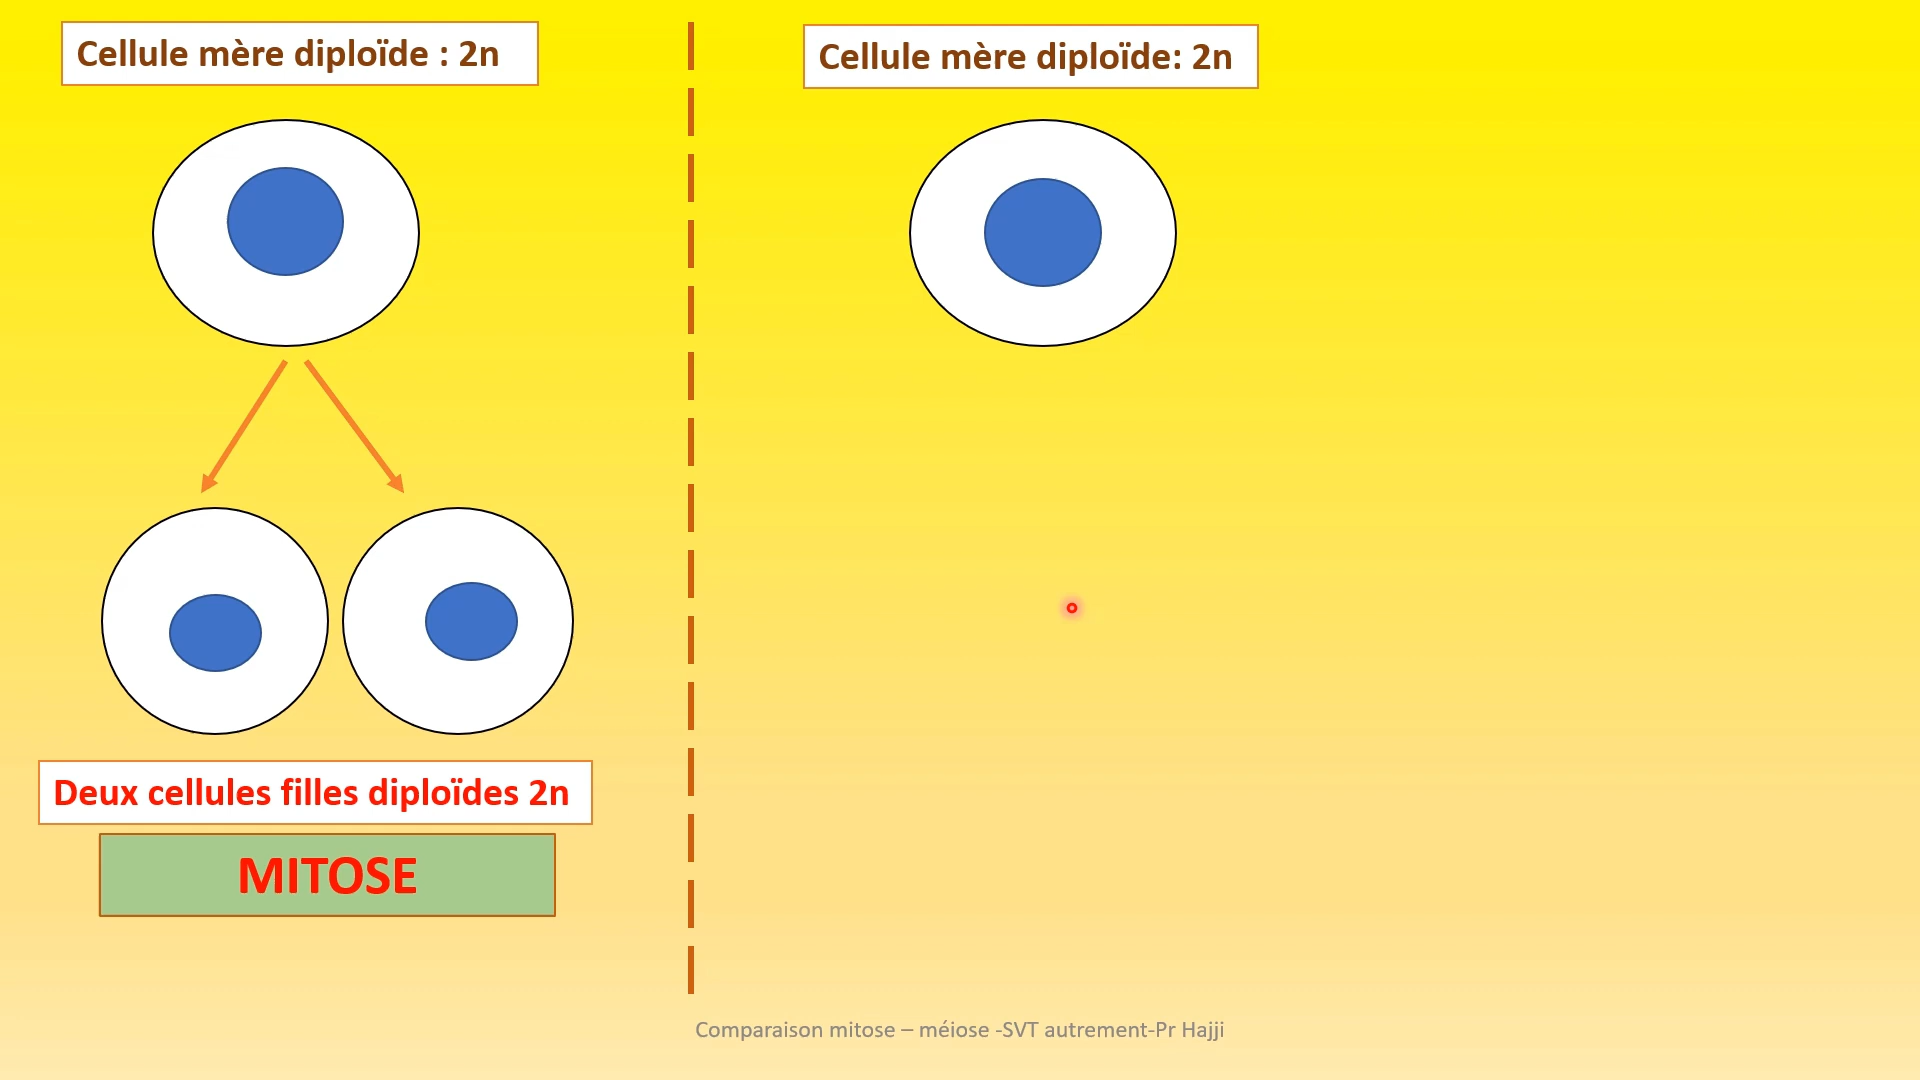 Cellule mère diploïde : 2n
Cellule mère diploïde: 2n
Deux cellules filles diploïdes 2n
MITOSE
Comparaison mitose – méiose -SVT autrement-Pr Hajji